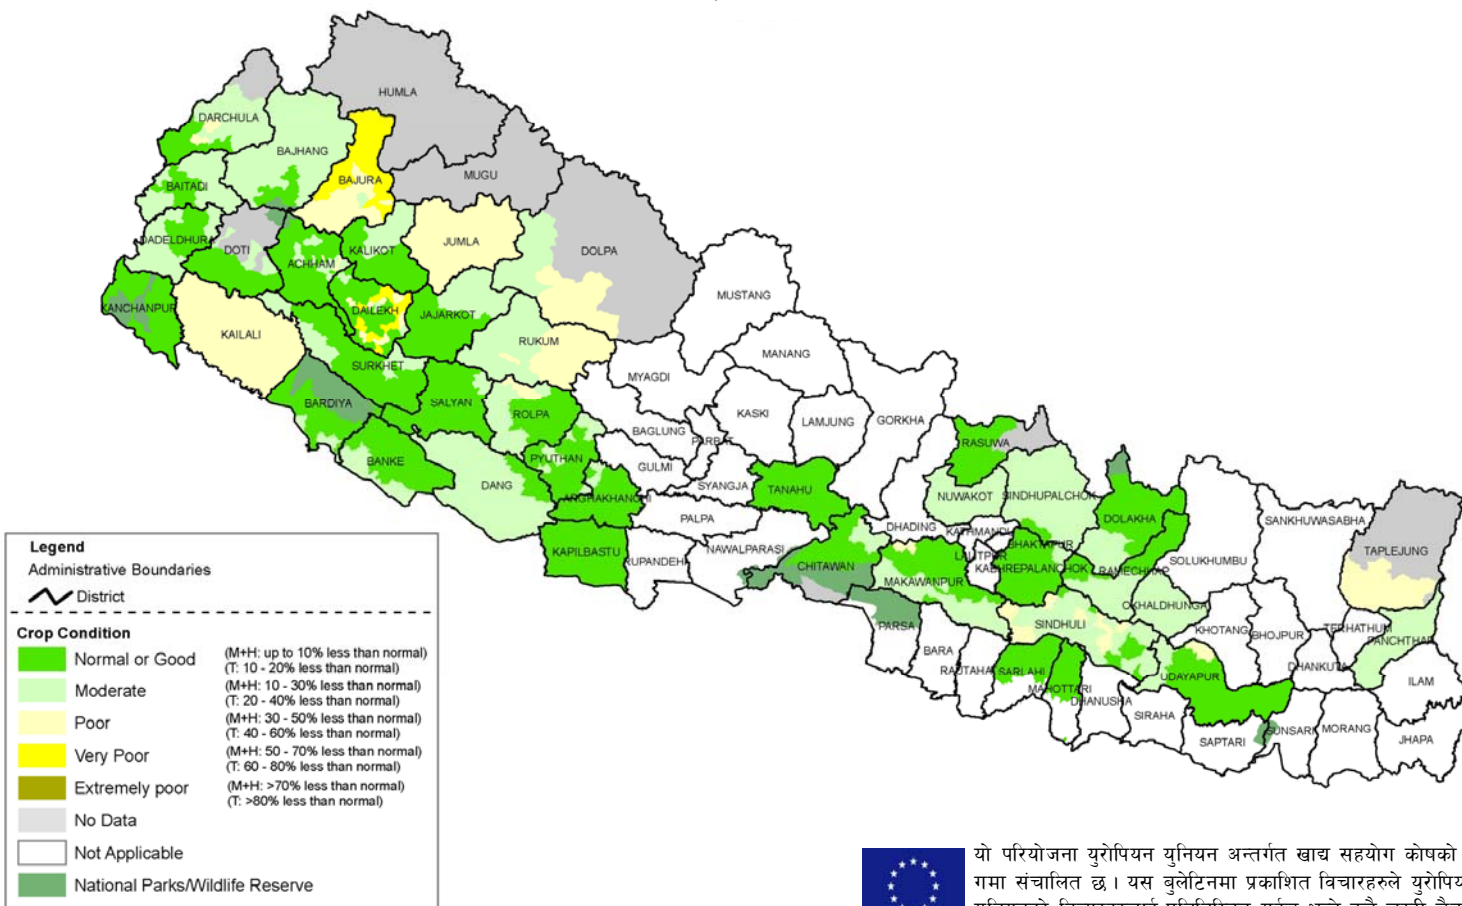 HUMLA
DARCHULA
BAJHANG
MUGU
BAJURA
BAITADI
DADELDHURA
DOTI
JUMLA
KALIKOT
DOLPA
ACHHAM
MUSTANG
KANCHANPUR
DAILEKH
JAJARKOT
KAILALI
RUKUM
MANANG
SURKHET
MYAGDI
BARDIYA
SALYAN
ROLPA
KASKI
LAMJUNG
GORKHA
BAGLUNG
PARBAT
RASUWA
BANKE
PYUTHAN
GULMI
DANG
SYANGJA
TANAHU
NUWAKOT
SINDHUPALCHOK
ARGHAKHANCHI
PALPA
DHADING
KATHMANDU
DOLAKHA
SANKHUWASABHA
KAPILBASTU
RUPANDEHI
NAWALPARASI
CHITAWAN
LALITPUR
BHAKTAPUR
KABHREPALANCHOK
RAMECHHAP
SOLUKHUMBU
TAPLEJUNG
MAKAWANPUR
OKHALDHUNGA
PARSA
SINDHULI
KHOTANG
BHOJPUR
TERHATHUM
PANCHTHAR
BARA
RAUTAHAT
SARLAHI
MAHOTTARI
DHANUSHA
UDAYAPUR
DHANKUTA
ILAM
SIRAHA
SAPTARI
SUNSARI
MORANG
JHAPA
Legend
Administrative Boundaries
District
Crop Condition
Normal or Good (M+H: up to 10% less than normal)
(T: 10 - 20% less than normal)
Moderate (M+H: 10 - 30% less than normal)
(T: 20 - 40% less than normal)
Poor (M+H: 30 - 50% less than normal)
(T: 40 - 60% less than normal)
Very Poor (M+H: 50 - 70% less than normal)
(T: 60 - 80% less than normal)
Extremely poor (M+H: >70% less than normal)
(T: >80% less than normal)
No Data
Not Applicable
National Parks/Wildlife Reserve
यो परियोजना युरोपियन युनियन अन्तर्गत खाद्य सहयोग कोषको
गमा संचालित छ । यस बुलेटिनमा प्रकाशित विचारहरुले युरोपिय